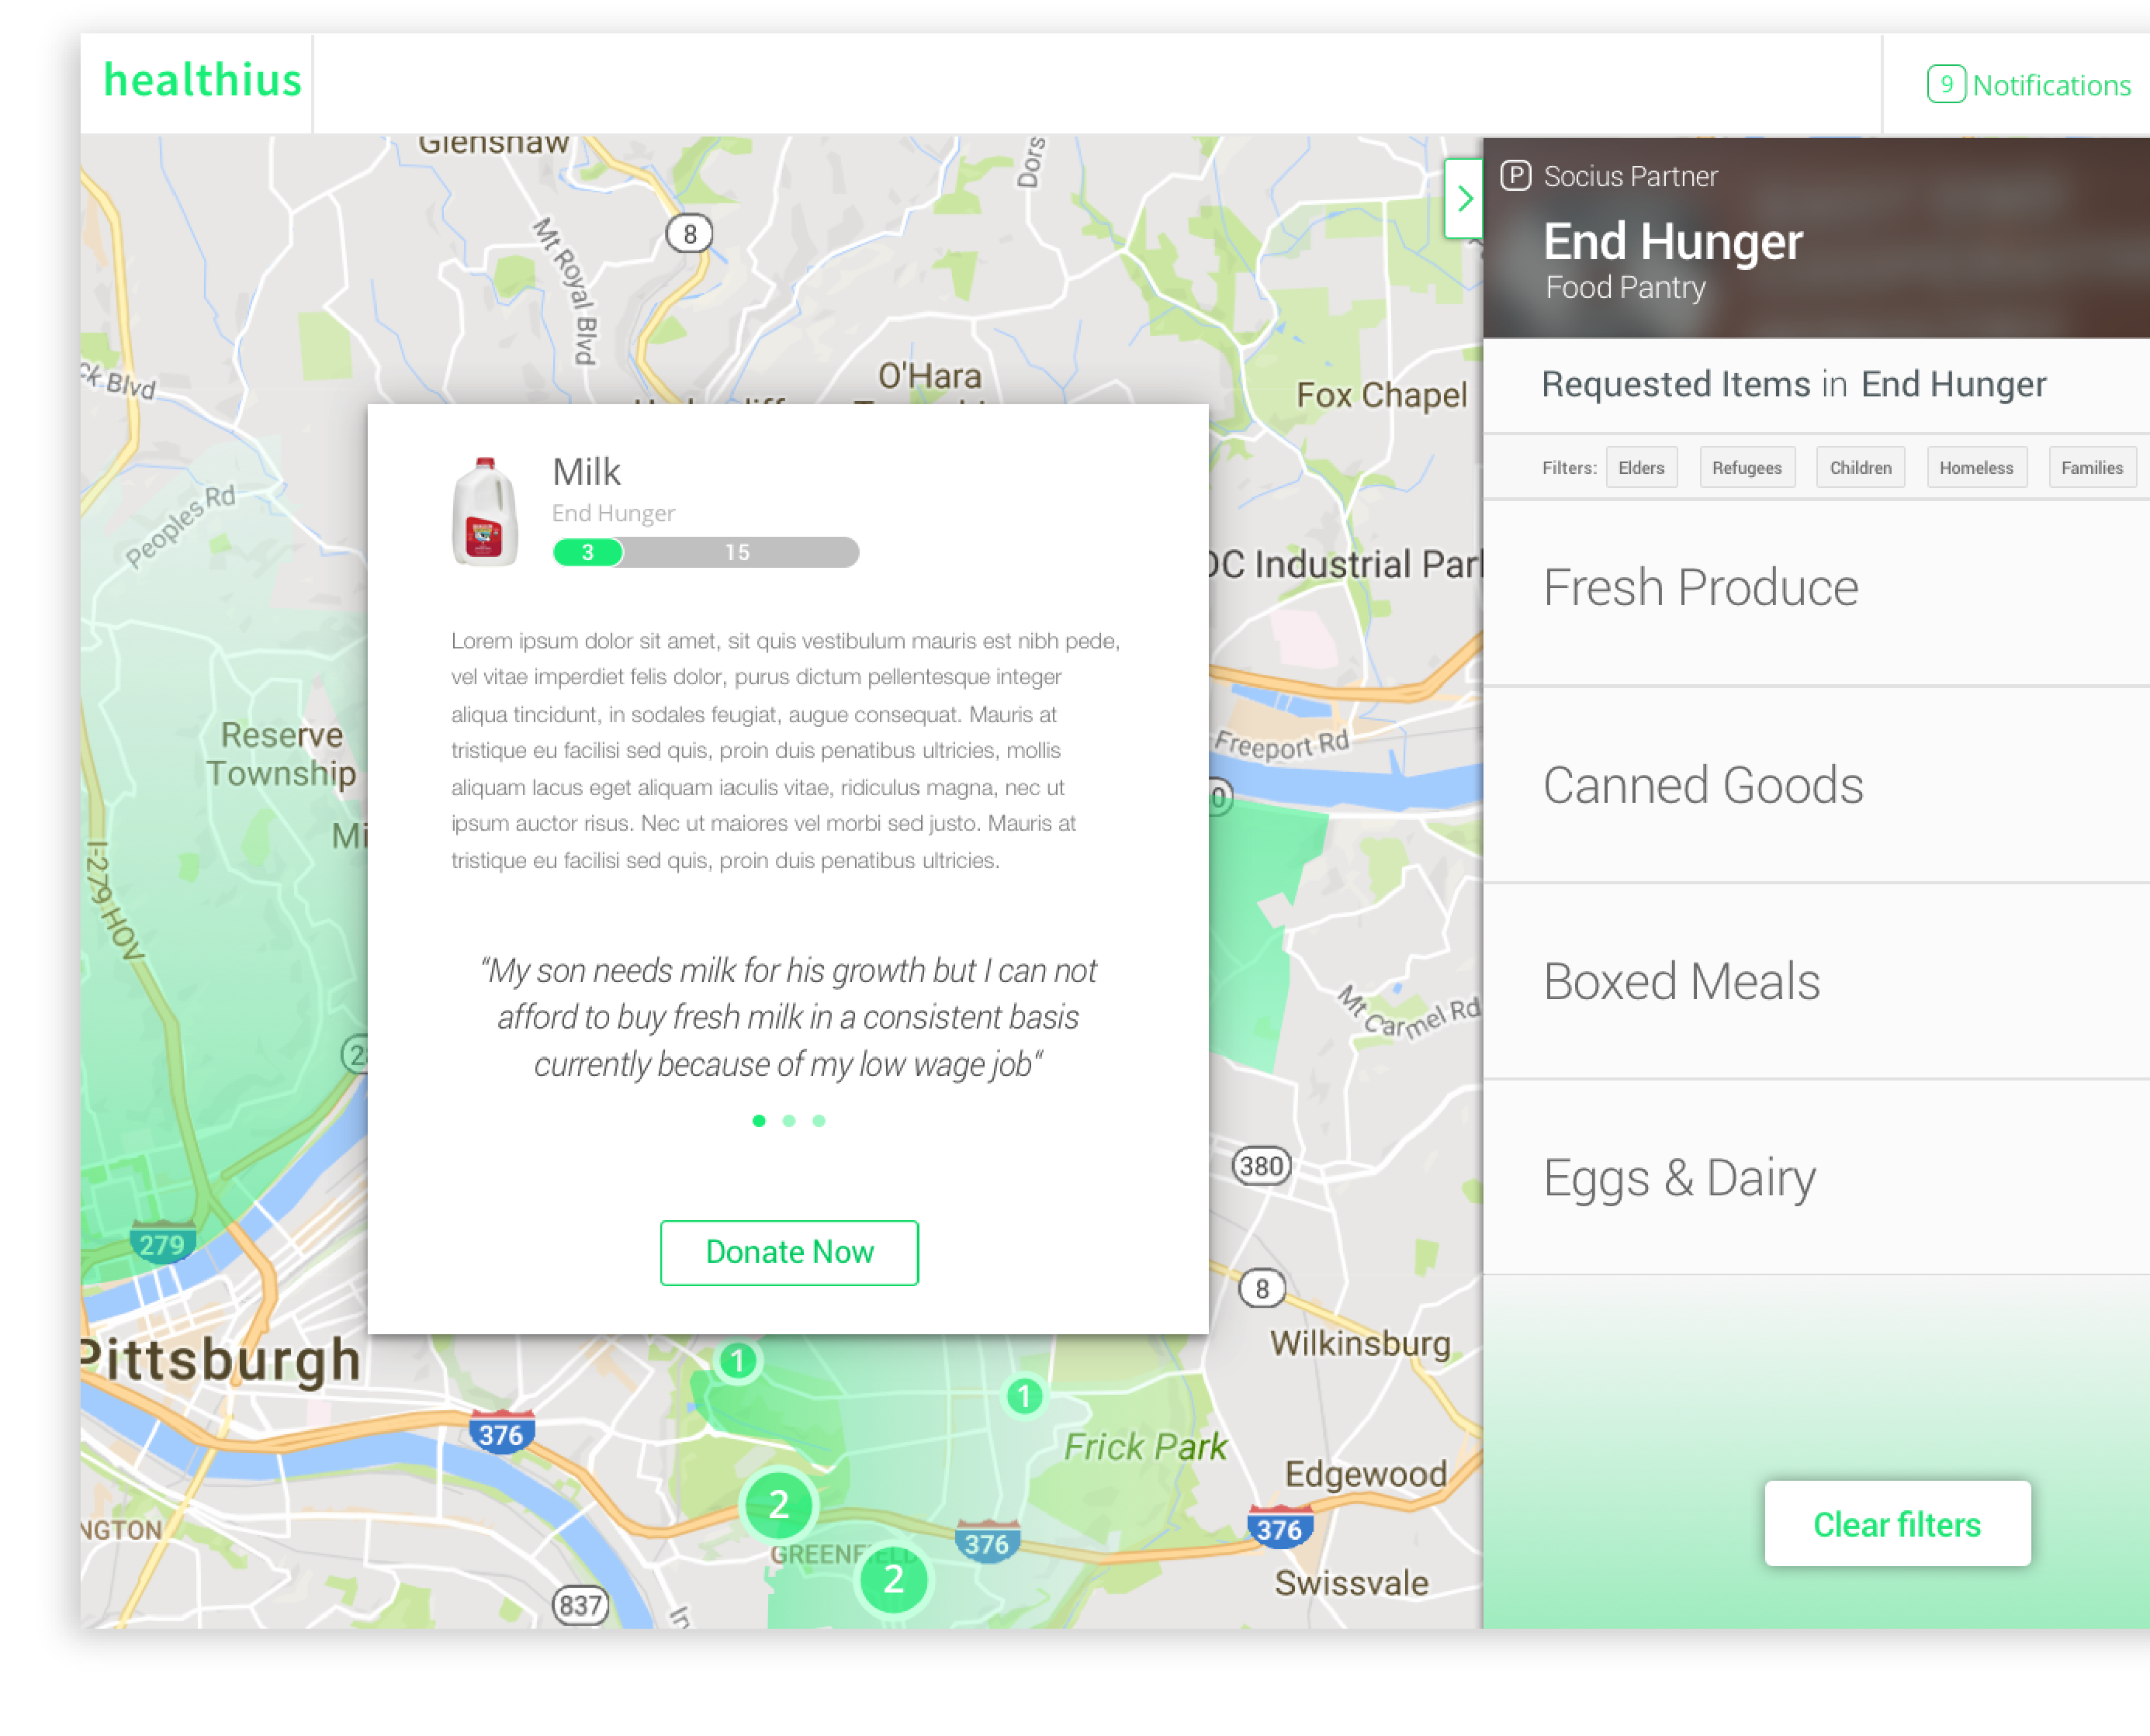 healthius
9 Notifications
Glenshaw
Dors
8
Mt Royal Blvd
ck Blvd
O'Hara
Fox Chapel
Peoples Rd
DC Industrial Park
Reserve
Township
Freeport Rd
I-279 HOV
Mt Carmel Rd
380
279
8
Wilkinsburg
Pittsburgh
1
1
376
Frick Park
Edgewood
2
376
376
NGTON
GREENFIELD
2
Swissvale
837
Milk
End Hunger
3 15
Lorem ipsum dolor sit amet, sit quis vestibulum mauris est nibh pede,
vel vitae imperdiet felis dolor, purus dictum pellentesque integer
aliqua tincidunt, in sodales feugiat, augue consequat. Mauris at
tristique eu facilisi sed quis, proin duis penatibus ultricies, mollis
aliquam lacus eget aliquam iaculis vitae, ridiculus magna, nec ut
ipsum auctor risus. Nec ut maiores vel morbi sed justo. Mauris at
tristique eu facilisi sed quis, proin duis penatibus ultricies.
“My son needs milk for his growth but I can not
afford to buy fresh milk in a consistent basis
currently because of my low wage job“
Donate Now
P Socius Partner
End Hunger
Food Pantry
Requested Items in End Hunger
Filters: Elders Refugees Children Homeless Families
Fresh Produce
Canned Goods
Boxed Meals
Eggs & Dairy
Clear filters